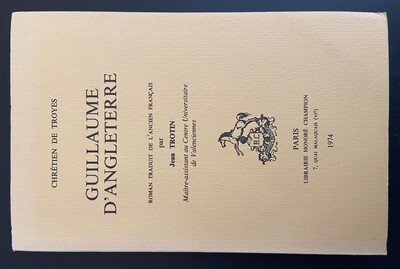 CHRÉTIEN DE TROYES
GUILLAUME
D'ANGLETERRE
ROMAN TRADUIT DE L'ANCIEN FRANÇAIS
par
Jean TROTIN
Maître-assistant au Centre Universitaire
de Valenciennes
PARIS
LIBRAIRIE HONORÉ CHAMPION
7, QUAI MALAQUAIS (VIᵉ)
1974